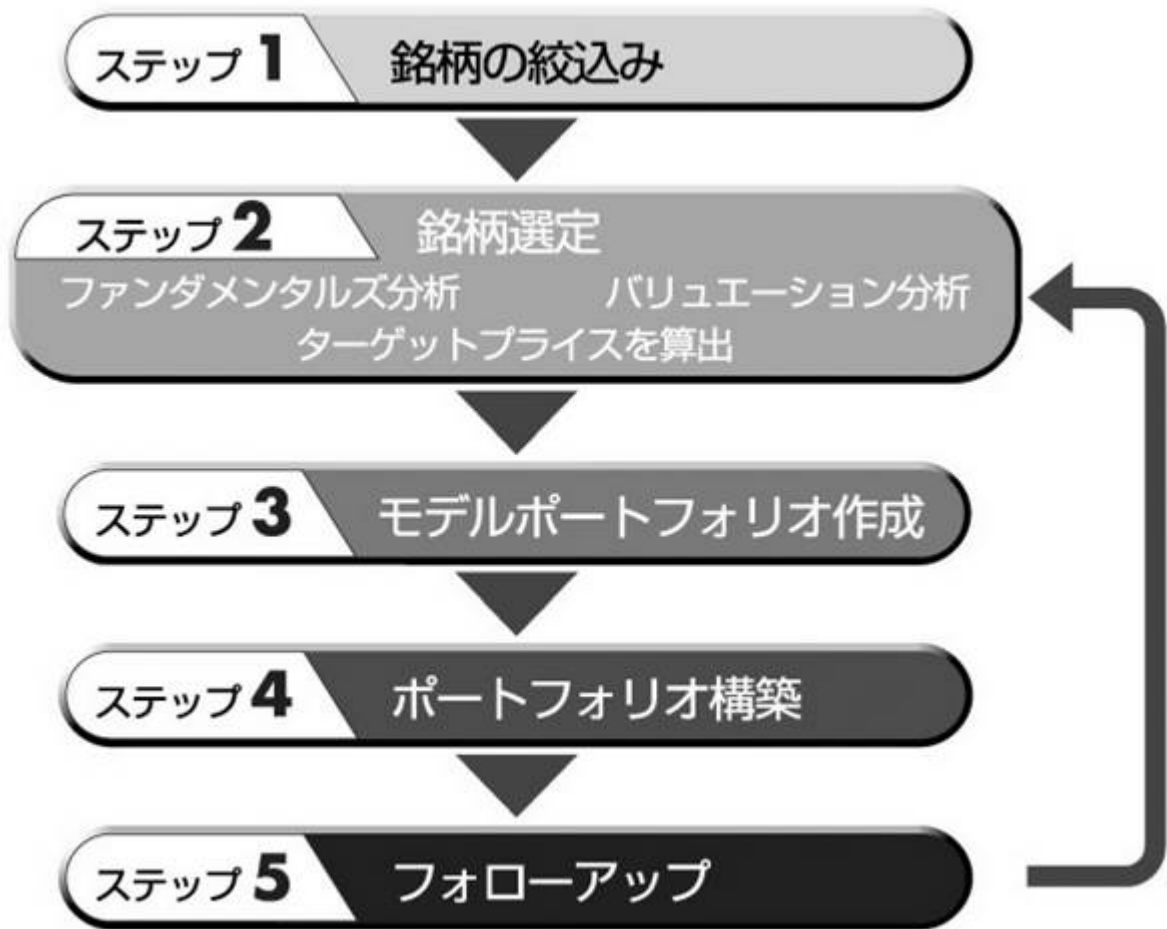 ステップ 1 銘柄の絞込み
ステップ 2 銘柄選定
ファンダメンタルズ分析 バリュエーション分析
ターゲットプライスを算出
ステップ 3 モデルポートフォリオ作成
ステップ 4 ポートフォリオ構築
ステップ 5 フォローアップ